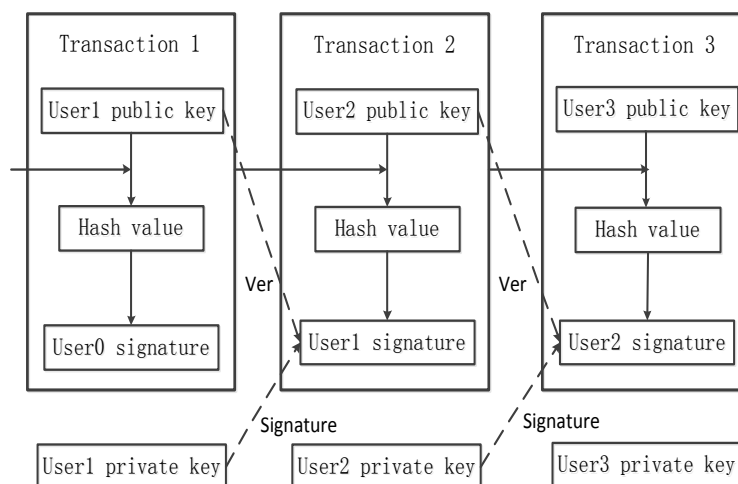 Transaction 1
Transaction 2
Transaction 3
User1 public key
User2 public key
User3 public key
Hash value
Hash value
Hash value
Ver
Ver
User0 signature
User1 signature
User2 signature
Signature
Signature
User1 private key
User2 private key
User3 private key